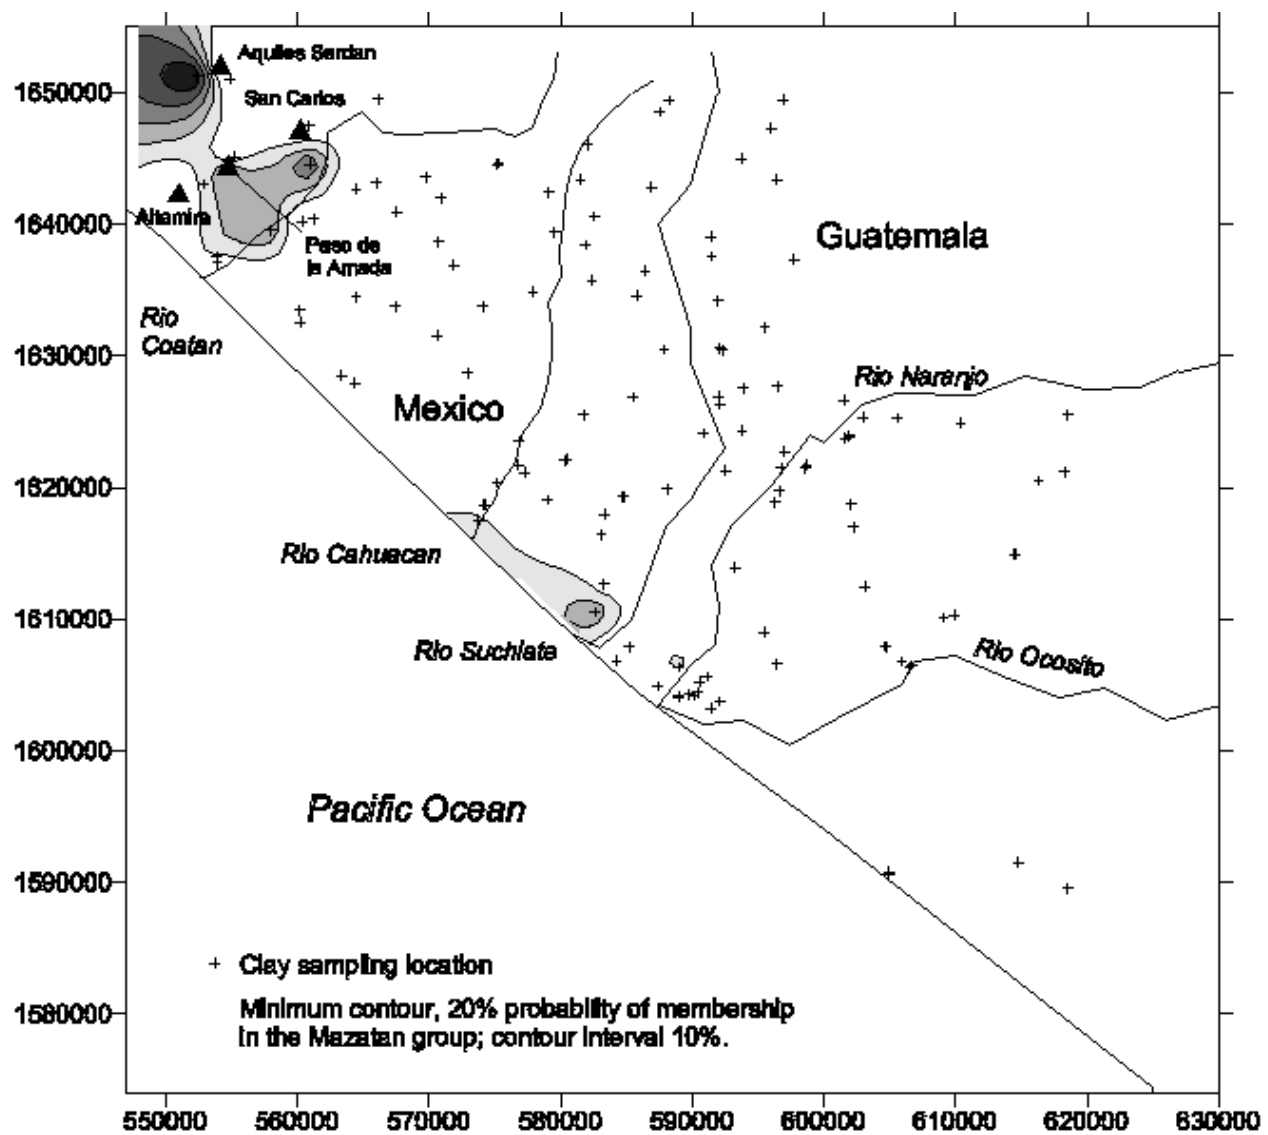 Aquiles Serdan
1650000
San Carlos
Altamira
1640000
Guatemala
Paso de
la Amada
Rio
Coatan
1630000
Rio Naranjo
Mexico
1620000
Rio Cahuacan
1610000
Rio Suchiate
Rio Ocosito
1600000
Pacific Ocean
1590000
Clay sampling location
Minimum contour, 20% probability of membership
in the Mazatan group; contour interval 10%.
1580000
550000 560000 570000 580000 590000 600000 610000 620000 630000